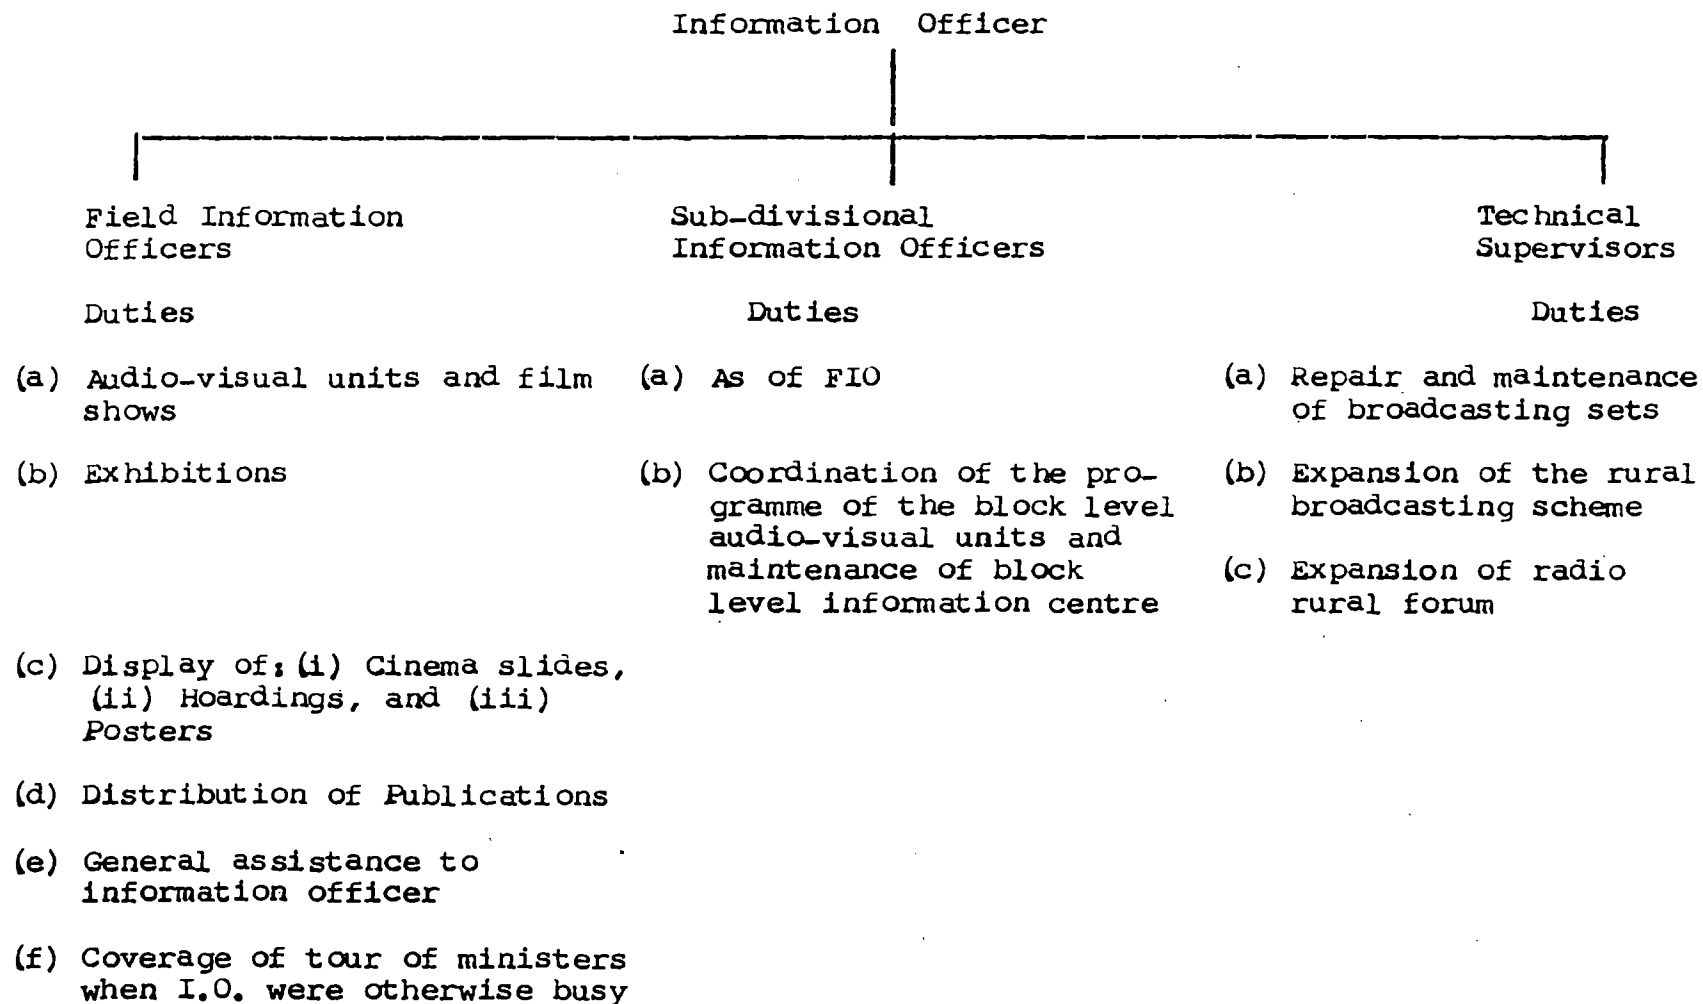 Information Officer
Field Information
Officers
Duties
(a) Audio-visual units and film
shows
(b) Exhibitions
(c) Display of: (i) Cinema slides,
(ii) Hoardings, and (iii)
Posters
(d) Distribution of Publications
(e) General assistance to
information officer
(f) Coverage of tour of ministers
when I.O. were otherwise busy
Sub-divisional
Information Officers
Duties
(a) As of FIO
(b) Coordination of the pro-
gramme of the block level
audio-visual units and
maintenance of block
level information centre
Technical
Supervisors
Duties
(a) Repair and maintenance
of broadcasting sets
(b) Expansion of the rural
broadcasting scheme
(c) Expansion of radio
rural forum